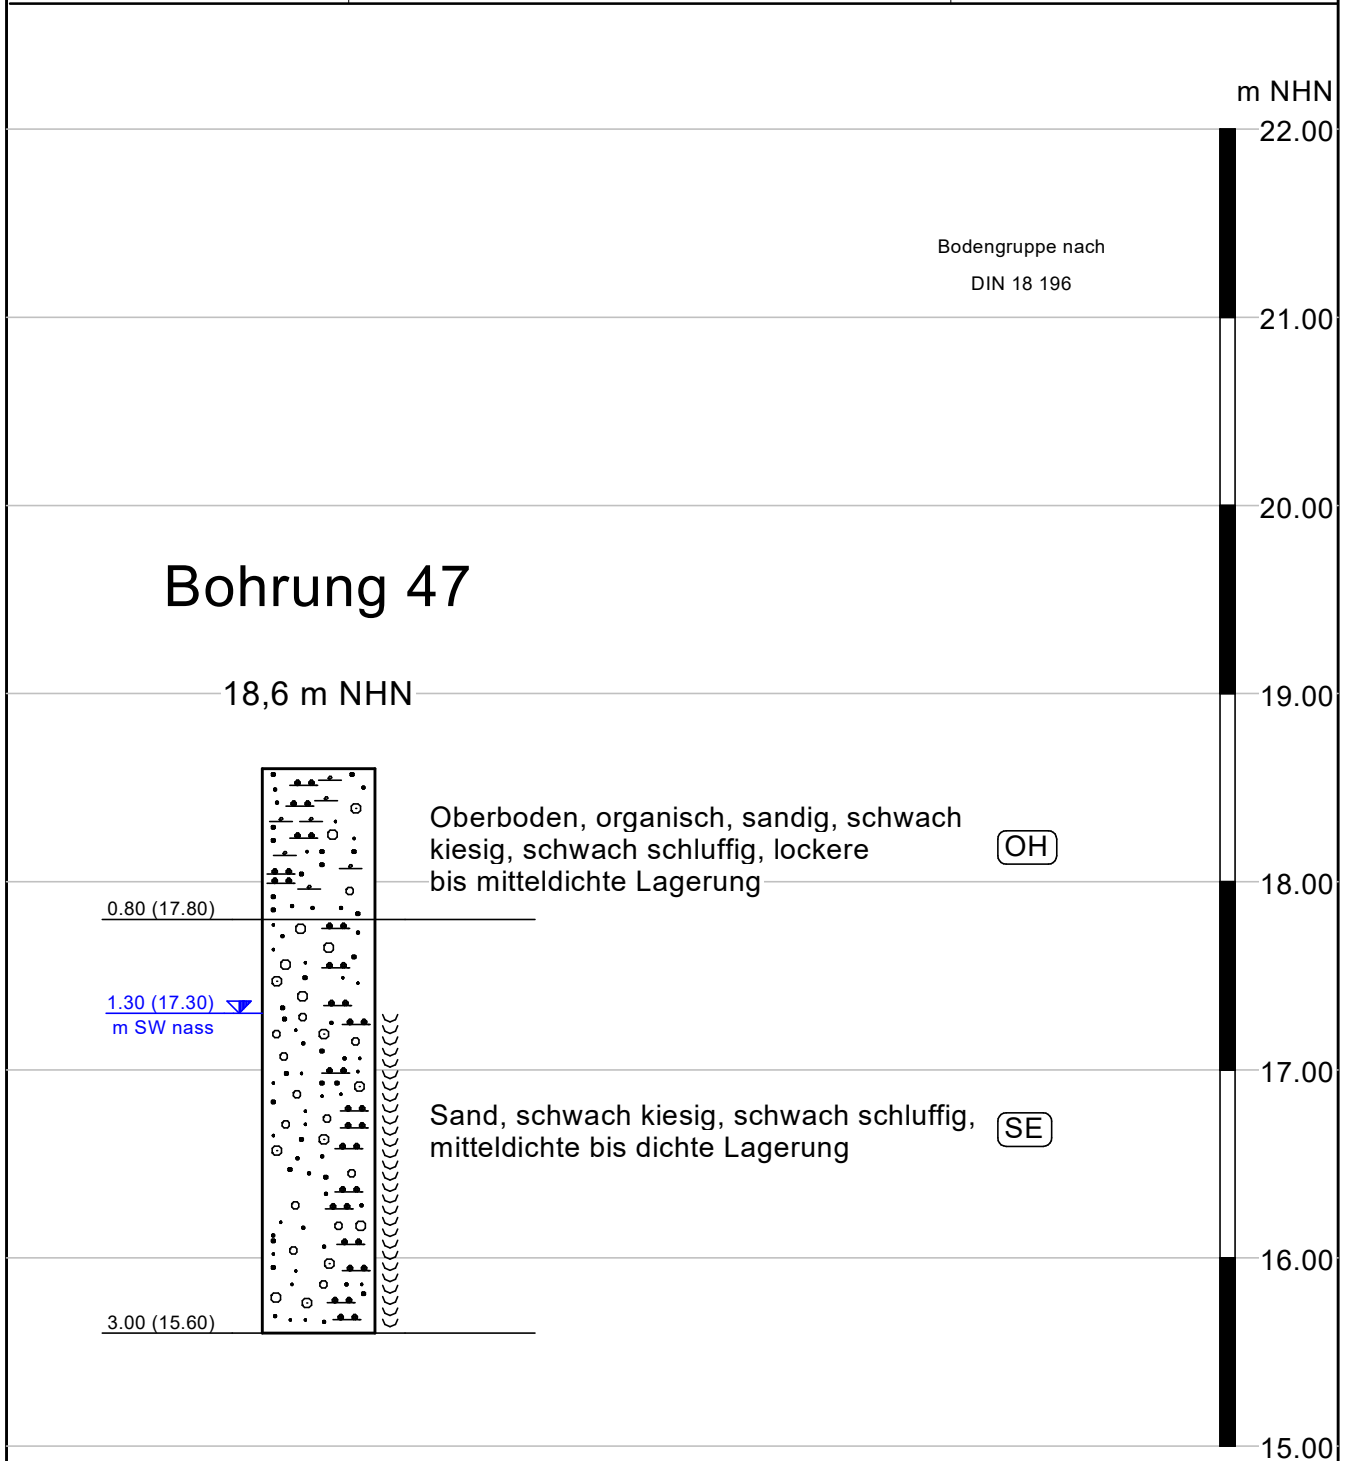 m NHN
22.00
Bodengruppe nach
DIN 18 196
21.00
20.00
Bohrung 47
18,6 m NHN
19.00
Oberboden, organisch, sandig, schwach
kiesig, schwach schluffig, lockere
bis mitteldichte Lagerung
OH
18.00
0.80 (17.80)
1.30 (17.30)
m SW nass
17.00
Sand, schwach kiesig, schwach schluffig,
mitteldichte bis dichte Lagerung
SE
16.00
3.00 (15.60)
15.00